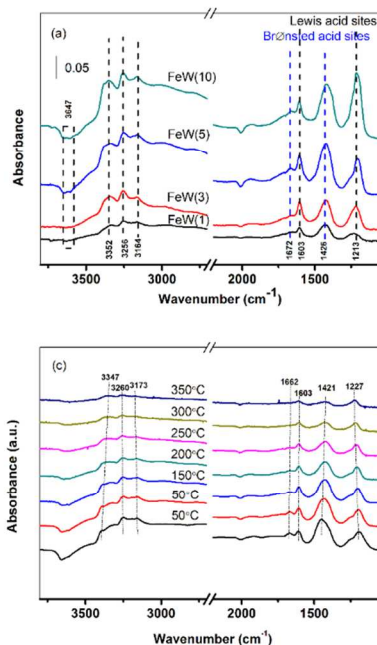 (a)
Lewis acid sites
BrØnsted acid sites
0.05
3647
FeW(10)
FeW(5)
FeW(3)
FeW(1)
Absorbance
3352
3256
3164
1672
1603
1426
1213
3500
3000
2000
1500
Wavenumber (cm-1)
(c)
3347
3260
3173
1662
1603
1421
1227
350°C
300°C
250°C
200°C
150°C
50°C
50°C
Absorbance (a.u.)
3500
3000
2000
1500
Wavenumber (cm-1)